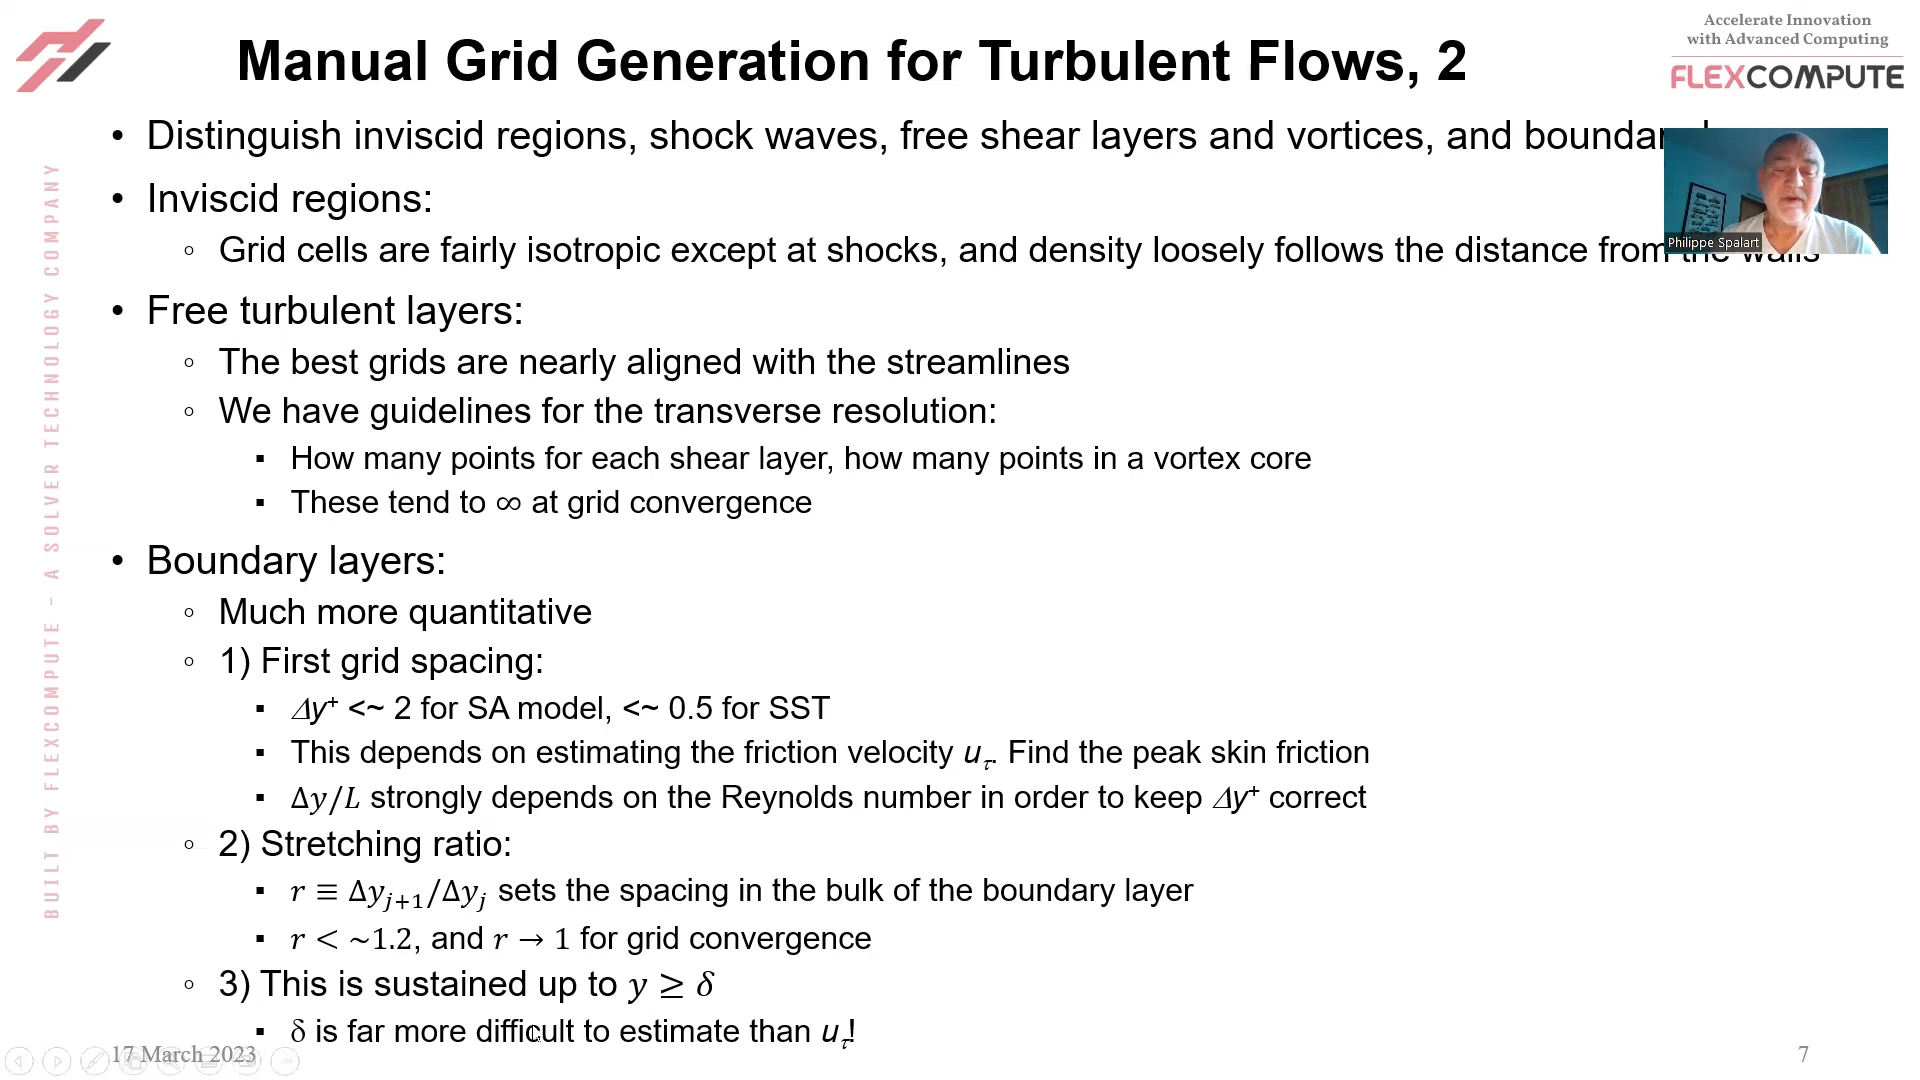 Manual Grid Generation for Turbulent Flows, 2
Accelerate Innovation
with Advanced Computing
FLEXCOMPUTE
BUILT BY FLEXCOMPUTE – A SOLVER TECHNOLOGY COMPANY
• Distinguish inviscid regions, shock waves, free shear layers and vortices, and
• Inviscid regions:
◦ Grid cells are fairly isotropic except at shocks, and density loosely follows the distance from the walls
Philippe Spalart
• Free turbulent layers:
◦ The best grids are nearly aligned with the streamlines
◦ We have guidelines for the transverse resolution:
▪ How many points for each shear layer, how many points in a vortex core
▪ These tend to ∞ at grid convergence
• Boundary layers:
◦ Much more quantitative
◦ 1) First grid spacing:
▪ Δy⁺ <~ 2 for SA model, <~ 0.5 for SST
▪ This depends on estimating the friction velocity u_τ. Find the peak skin friction
▪ Δy/L strongly depends on the Reynolds number in order to keep Δy⁺ correct
◦ 2) Stretching ratio:
▪ r ≡ Δy_{j+1}/Δy_j sets the spacing in the bulk of the boundary layer
▪ r < ~1.2, and r → 1 for grid convergence
◦ 3) This is sustained up to y ≥ δ
▪ δ is far more difficult to estimate than u_τ!
17 March 2023
7